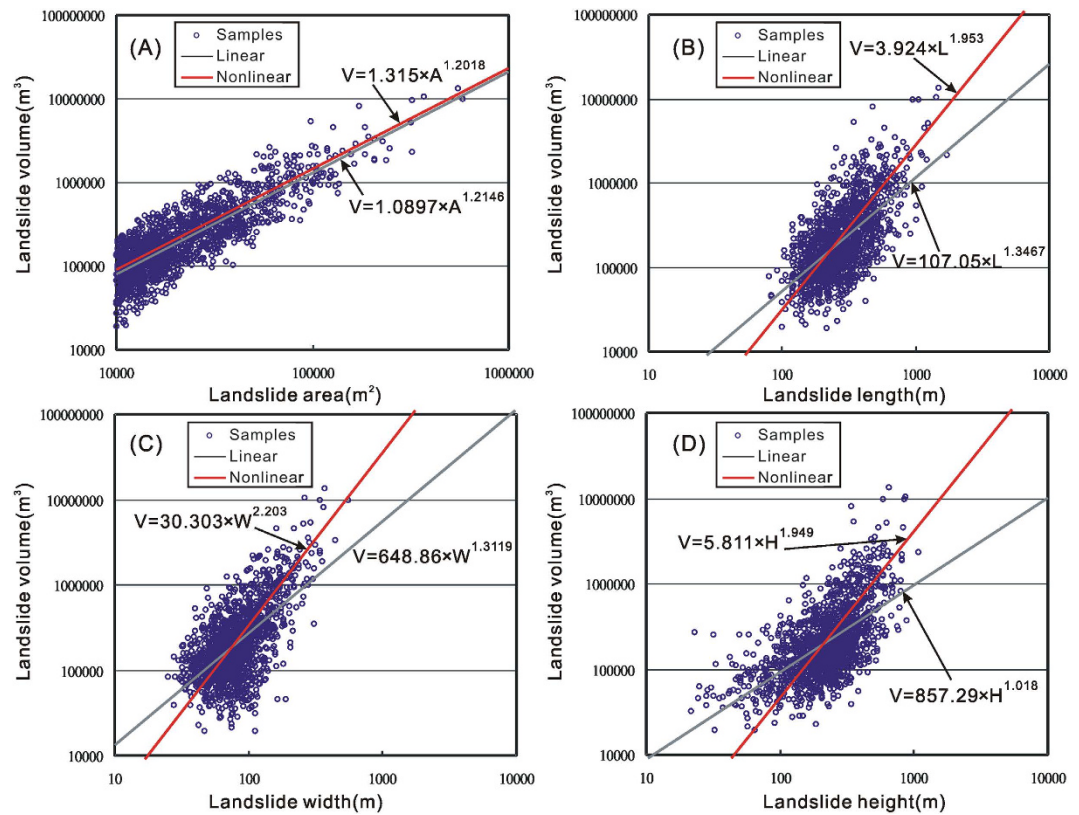 (A)
Samples
Linear
Nonlinear
V=1.315×A^1.2018
V=1.0897×A^1.2146
100000000
10000000
1000000
100000
10000
10000 100000 1000000
Landslide volume(m³)
Landslide area(m²)
(B)
Samples
Linear
Nonlinear
V=3.924×L^1.953
V=107.05×L^1.3467
100000000
10000000
1000000
100000
10000
10 100 1000 10000
Landslide volume(m³)
Landslide length(m)
(C)
Samples
Linear
Nonlinear
V=30.303×W^2.203
V=648.86×W^1.3119
100000000
10000000
1000000
100000
10000
10 100 1000 10000
Landslide volume(m³)
Landslide width(m)
(D)
Samples
Linear
Nonlinear
V=5.811×H^1.949
V=857.29×H^1.018
100000000
10000000
1000000
100000
10000
10 100 1000 10000
Landslide volume(m³)
Landslide height(m)